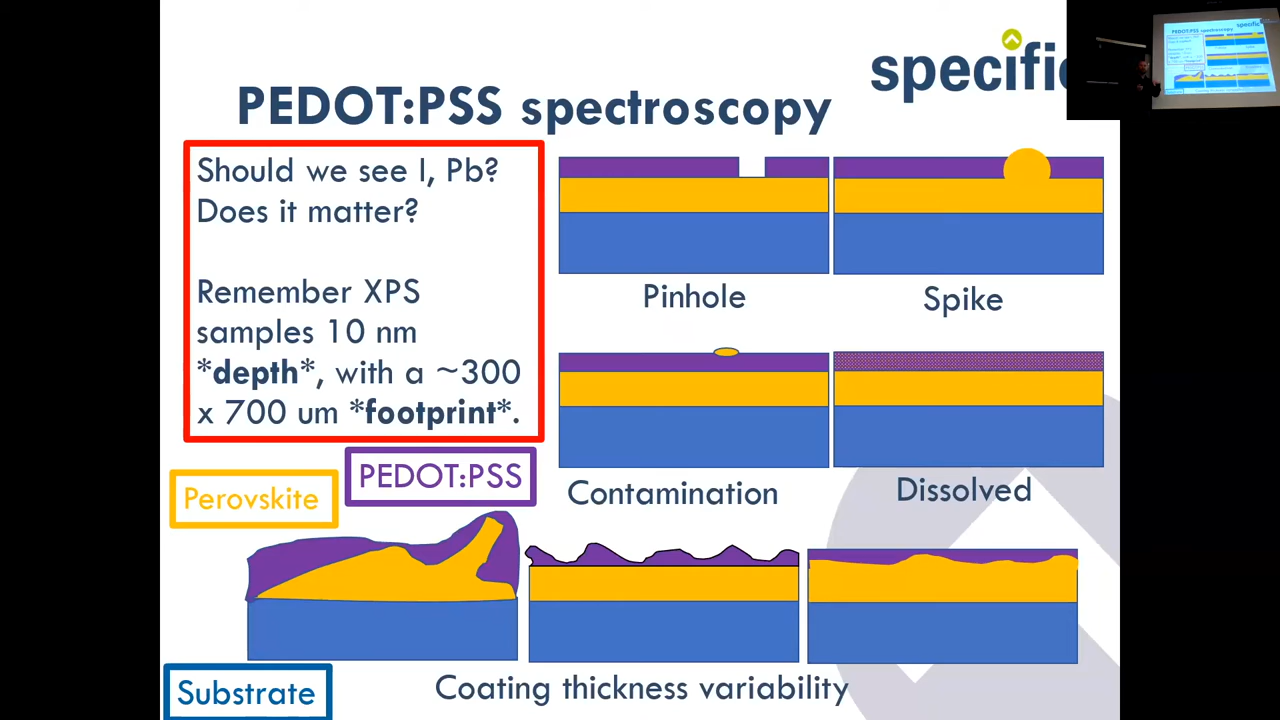 specific
PEDOT:PSS spectroscopy
Should we see I, Pb?
Does it matter?
Remember XPS
samples 10 nm
*depth*, with a ~300
x 700 um *footprint*.
Pinhole
Spike
Contamination
Dissolved
PEDOT:PSS
Perovskite
Substrate
Coating thickness variability